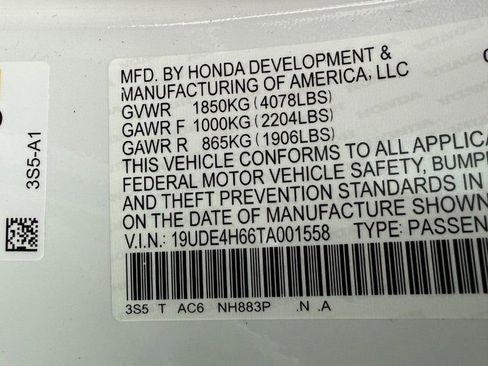 MFD. BY HONDA DEVELOPMENT &
MANUFACTURING OF AMERICA, LLC
GVWR 1850KG (4078LBS)
GAWR F 1000KG (2204LBS)
GAWR R 865KG (1906LBS)
THIS VEHICLE CONFORMS TO ALL APPLICA
FEDERAL MOTOR VEHICLE SAFETY, BUMP
AND THEFT PREVENTION STANDARDS IN
ON THE DATE OF MANUFACTURE SHOWN
V.I.N.: 19UDE4H66TA001558 TYPE: PASSEN
3S5 T AC6 NH883P .N .A
3S5-A1